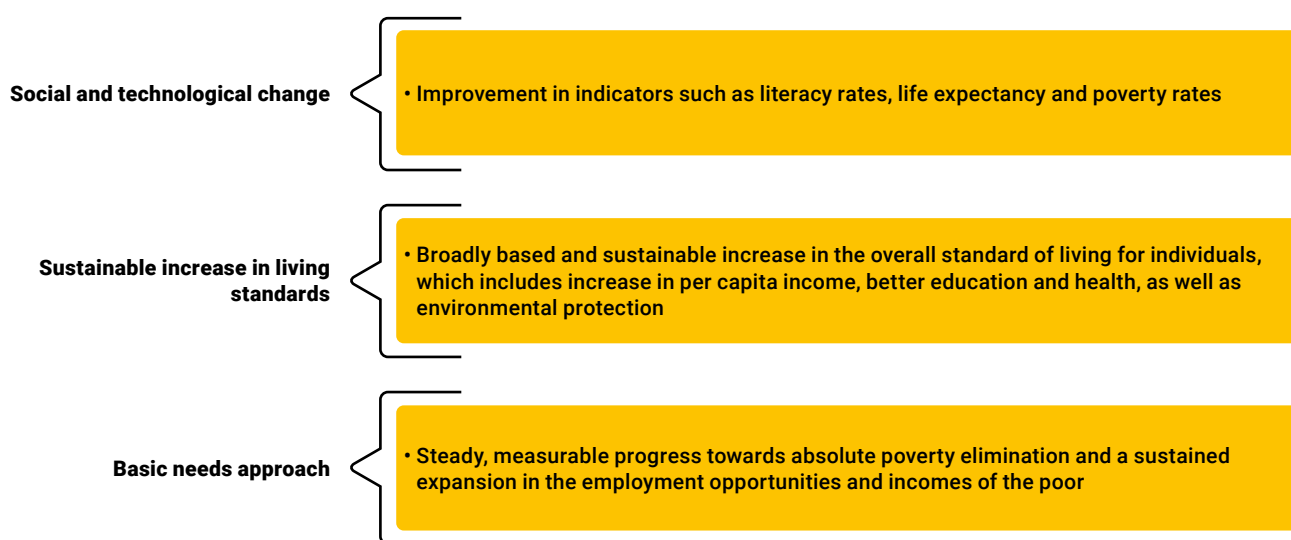 Social and technological change
• Improvement in indicators such as literacy rates, life expectancy and poverty rates
Sustainable increase in living
standards
• Broadly based and sustainable increase in the overall standard of living for individuals,
which includes increase in per capita income, better education and health, as well as
environmental protection
Basic needs approach
• Steady, measurable progress towards absolute poverty elimination and a sustained
expansion in the employment opportunities and incomes of the poor